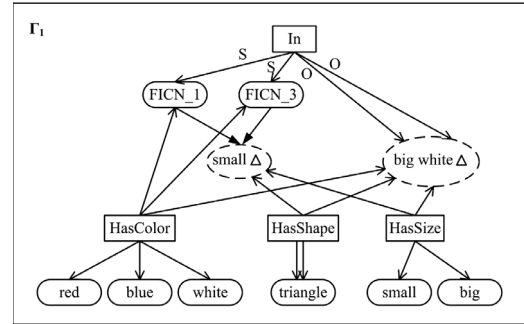 Γ₁
In
S
S
O
O
FICN_1
FICN_3
small Δ
big white Δ
HasColor
HasShape
HasSize
red
blue
white
triangle
small
big